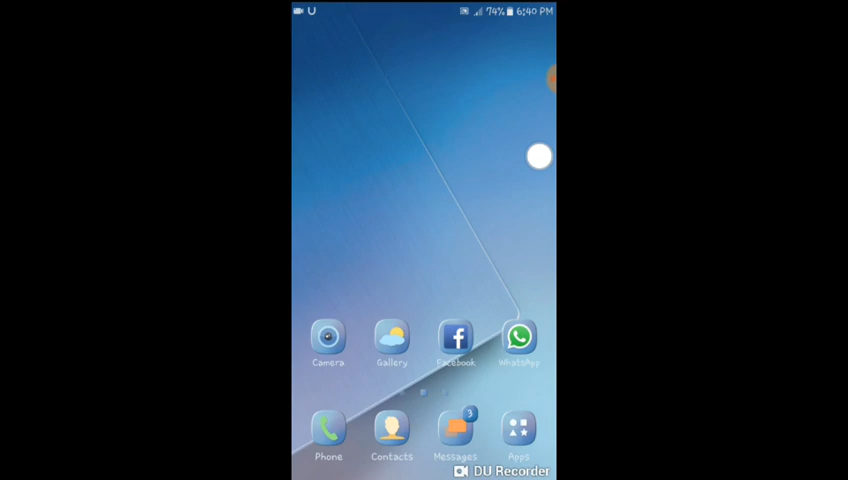 U 74% 6:40 PM
Camera Gallery Facebook WhatsApp
3
Phone Contacts Messages Apps
DU Recorder